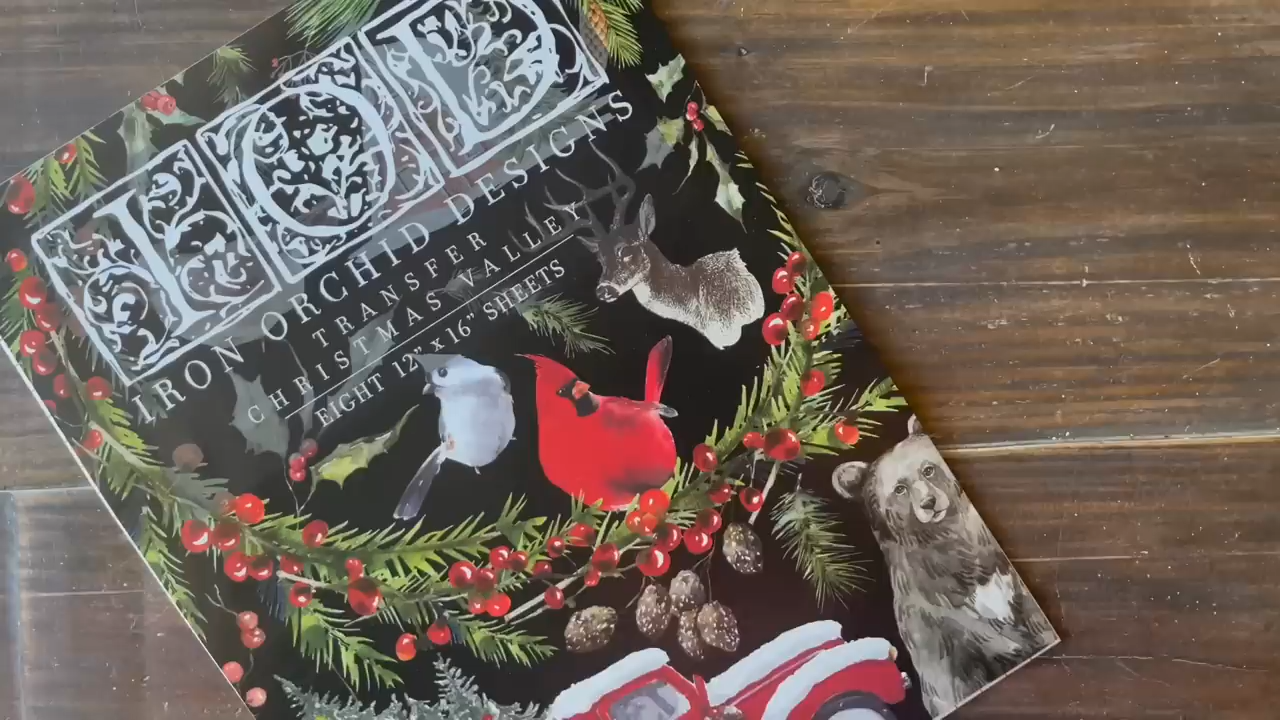 IOD
IRON ORCHID DESIGNS
TRANSFER
CHRISTMAS VALLEY
EIGHT 12" x 16" SHEETS